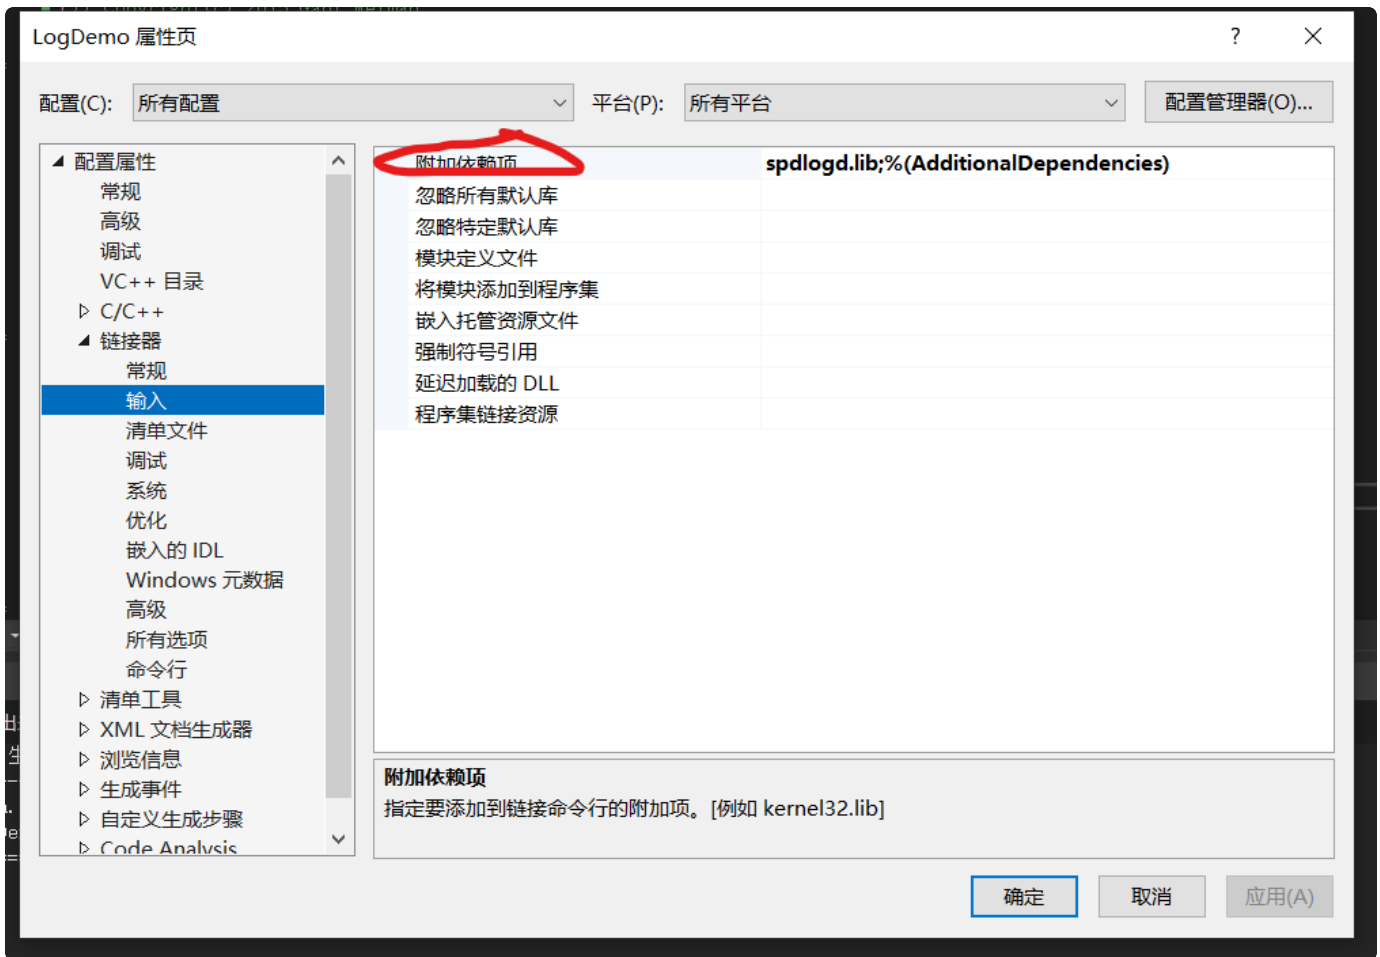 LogDemo 属性页
?
配置(C):
所有配置
平台(P):
所有平台
配置管理器(O)...
配置属性
常规
高级
调试
VC++ 目录
C/C++
链接器
常规
输入
清单文件
调试
系统
优化
嵌入的 IDL
Windows 元数据
高级
所有选项
命令行
清单工具
XML 文档生成器
浏览信息
生成事件
自定义生成步骤
Code Analysis
附加依赖项 spdlogd.lib;%(AdditionalDependencies)
忽略所有默认库
忽略特定默认库
模块定义文件
将模块添加到程序集
嵌入托管资源文件
强制符号引用
延迟加载的 DLL
程序集链接资源
附加依赖项
指定要添加到链接命令行的附加项。[例如 kernel32.lib]
确定
取消
应用(A)